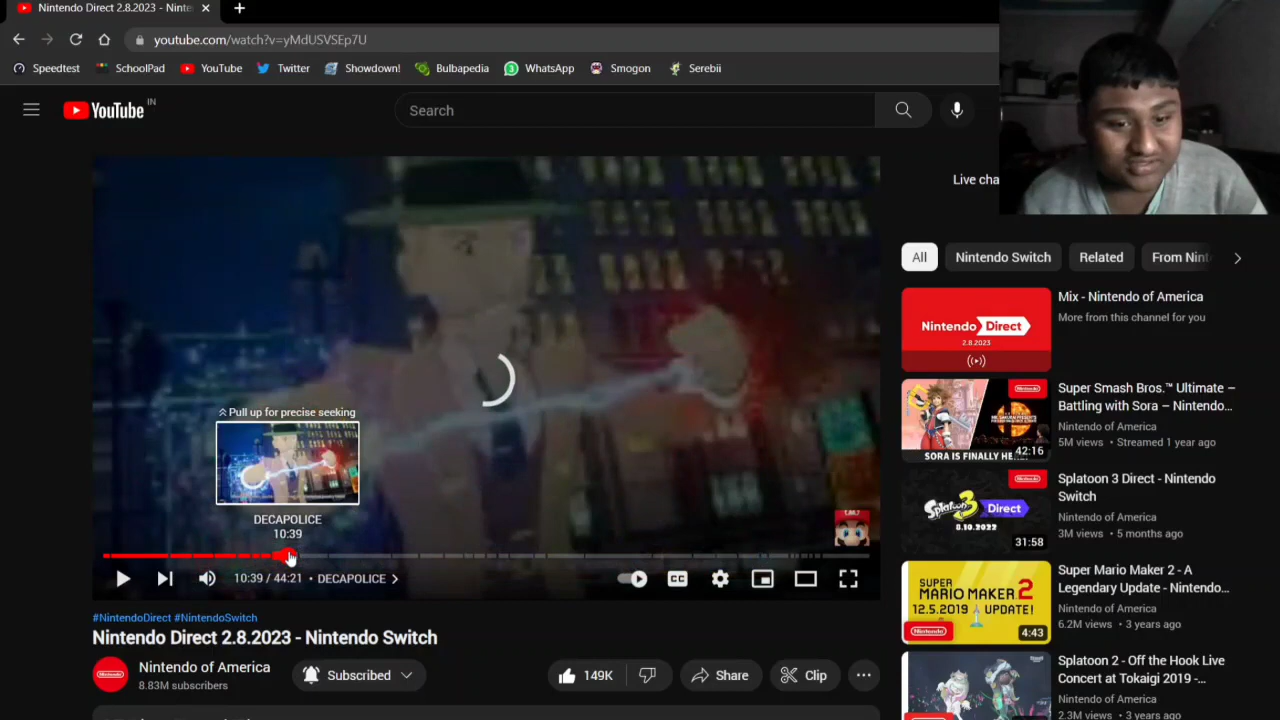 Nintendo Direct 2.8.2023 - Ninte
youtube.com/watch?v=yMdUSVSEp7U
Speedtest SchoolPad YouTube Twitter Showdown! Bulbapedia WhatsApp Smogon Serebii
YouTube IN
Search
Live cha
Pull up for precise seeking
DECAPOLICE
10:39
10:39 / 44:21 • DECAPOLICE
CC
#NintendoDirect #NintendoSwitch
Nintendo Direct 2.8.2023 - Nintendo Switch
Nintendo of America
8.83M subscribers
Subscribed
149K
Share
Clip
All Nintendo Switch Related From Nint
Nintendo Direct
2.8.2023
Mix - Nintendo of America
More from this channel for you
SORA IS FINALLY HE
42:16
Super Smash Bros.™ Ultimate –
Battling with Sora – Nintendo...
Nintendo of America
5M views • Streamed 1 year ago
Splatoon 3 Direct
8.10.2022
31:58
Splatoon 3 Direct - Nintendo
Switch
Nintendo of America
3M views • 5 months ago
SUPER
MARIO MAKER 2
12.5.2019 UPDATE!
Nintendo
4:43
Super Mario Maker 2 - A
Legendary Update - Nintendo...
Nintendo of America
6.2M views • 3 years ago
Splatoon 2 - Off the Hook Live
Concert at Tokaigi 2019 -...
Nintendo of America
2.3M views • 3 years ago